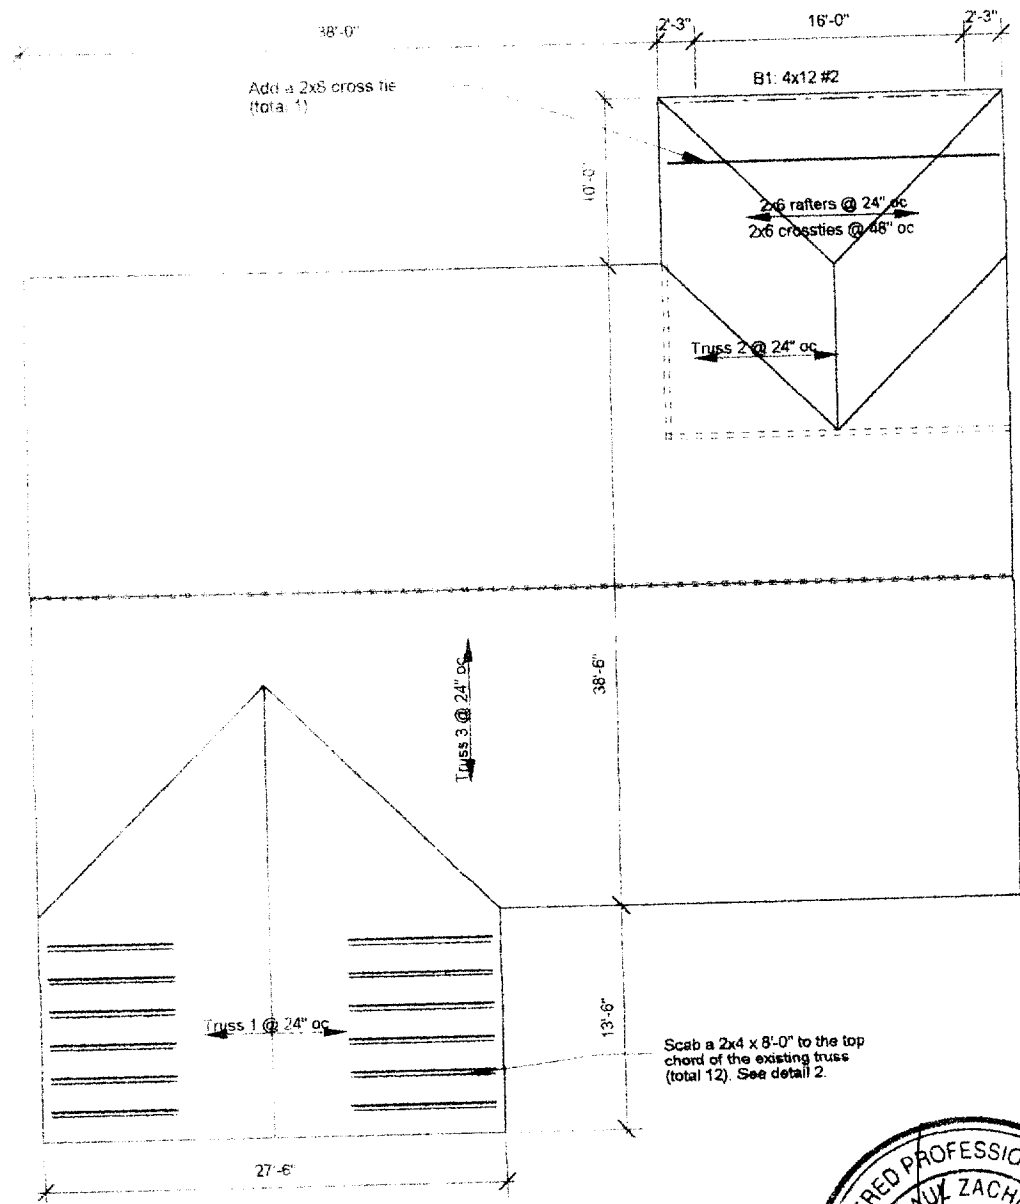 38'-0"
2'-3"
16'-0"
2'-3"
Add a 2x6 cross tie
(total 1)
B1: 4x12 #2
10'-0"
2x6 rafters @ 24" oc
2x6 crossties @ 48" oc
Truss 2 @ 24" oc
Truss 3 @ 24" oc
38'-6"
Truss 1 @ 24" oc
13'-6"
Scab a 2x4 x 8'-0" to the top
chord of the existing truss
(total 12). See detail 2.
27'-6"
PROFESSIO
ZACH